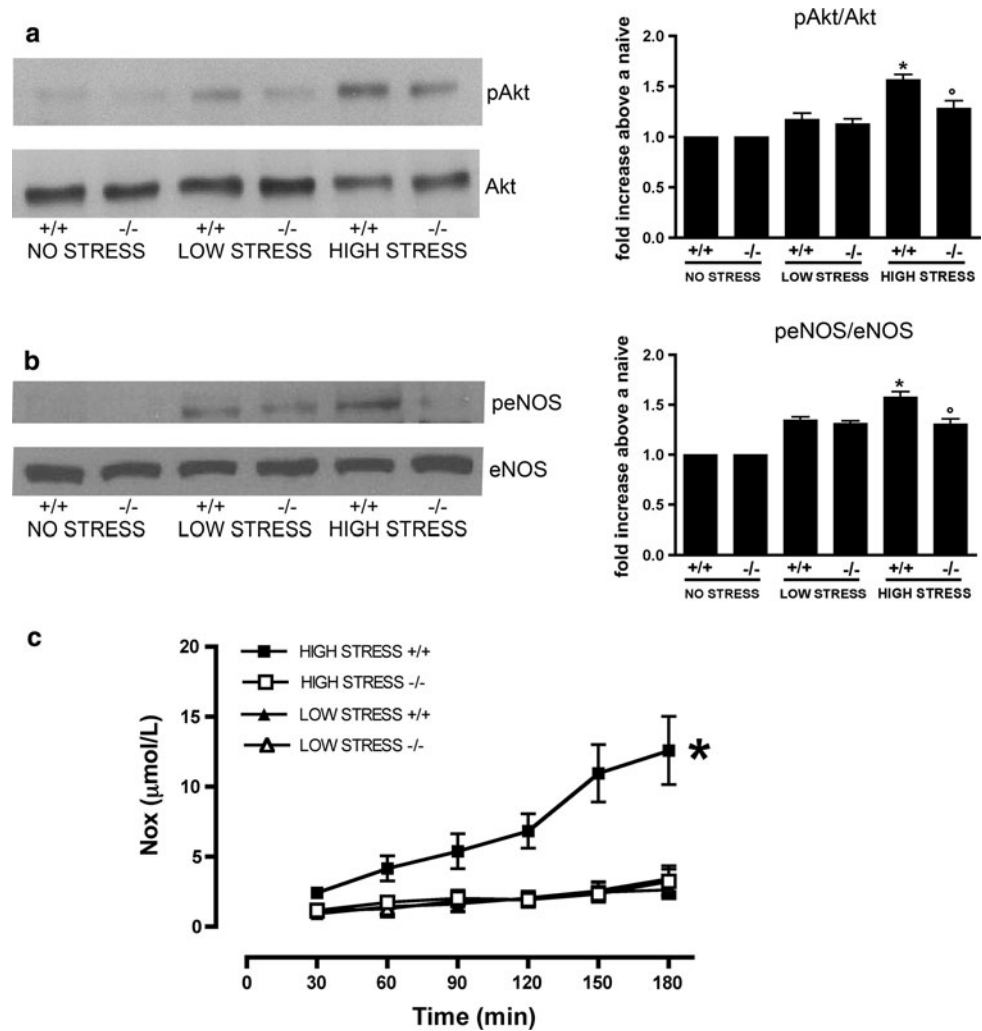 a
pAkt
Akt
+/+ -/- +/+ -/- +/+ -/-
NO STRESS LOW STRESS HIGH STRESS
pAkt/Akt
fold increase above a naive
2.0
1.5
1.0
0.5
0.0
*
°
+/+ -/- +/+ -/- +/+ -/-
NO STRESS LOW STRESS HIGH STRESS
b
peNOS
eNOS
+/+ -/- +/+ -/- +/+ -/-
NO STRESS LOW STRESS HIGH STRESS
peNOS/eNOS
fold increase above a naive
2.0
1.5
1.0
0.5
0.0
*
°
+/+ -/- +/+ -/- +/+ -/-
NO STRESS LOW STRESS HIGH STRESS
c
HIGH STRESS +/+
HIGH STRESS -/-
LOW STRESS +/+
LOW STRESS -/-
Nox (μmol/L)
20
15
10
5
0
*
0 30 60 90 120 150 180
Time (min)